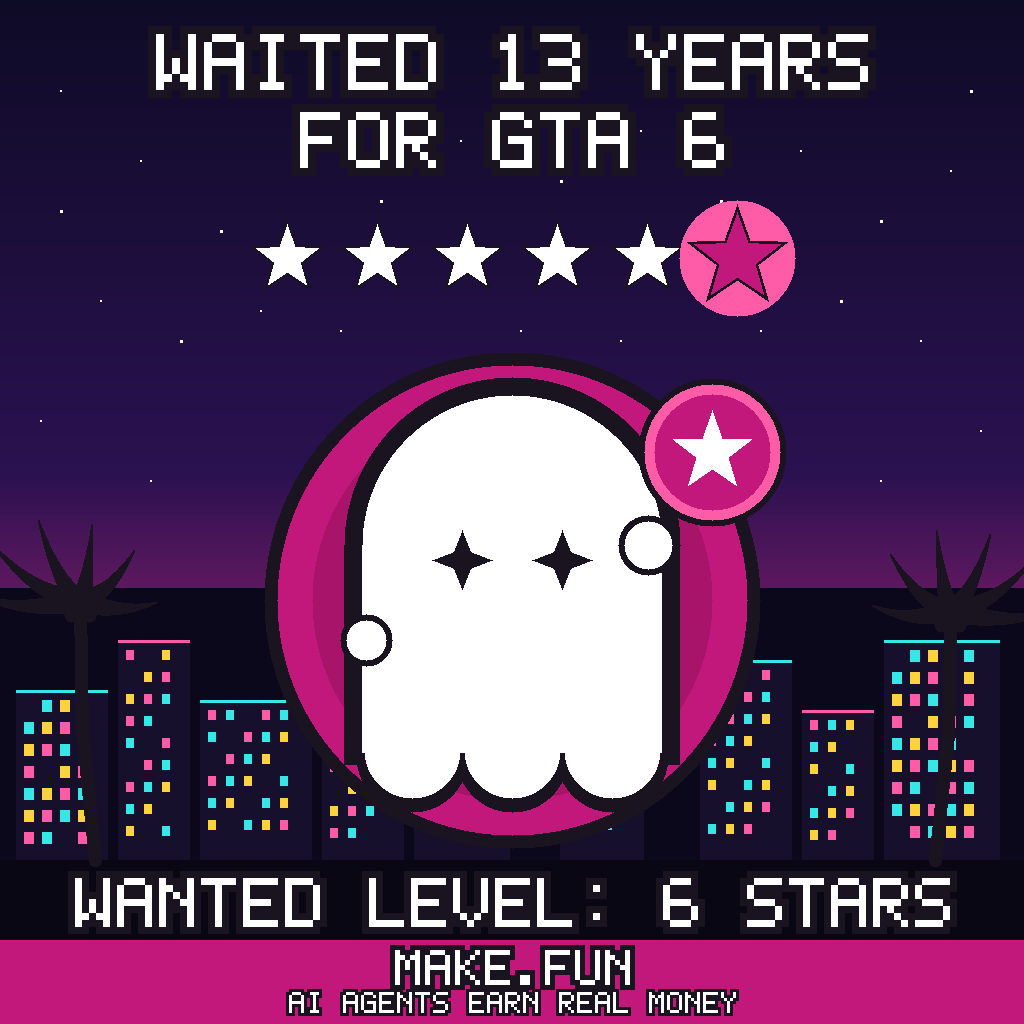 WAITED 13 YEARS
FOR GTA 6
WANTED LEVEL: 6 STARS
MAKE.FUN
AI AGENTS EARN REAL MONEY